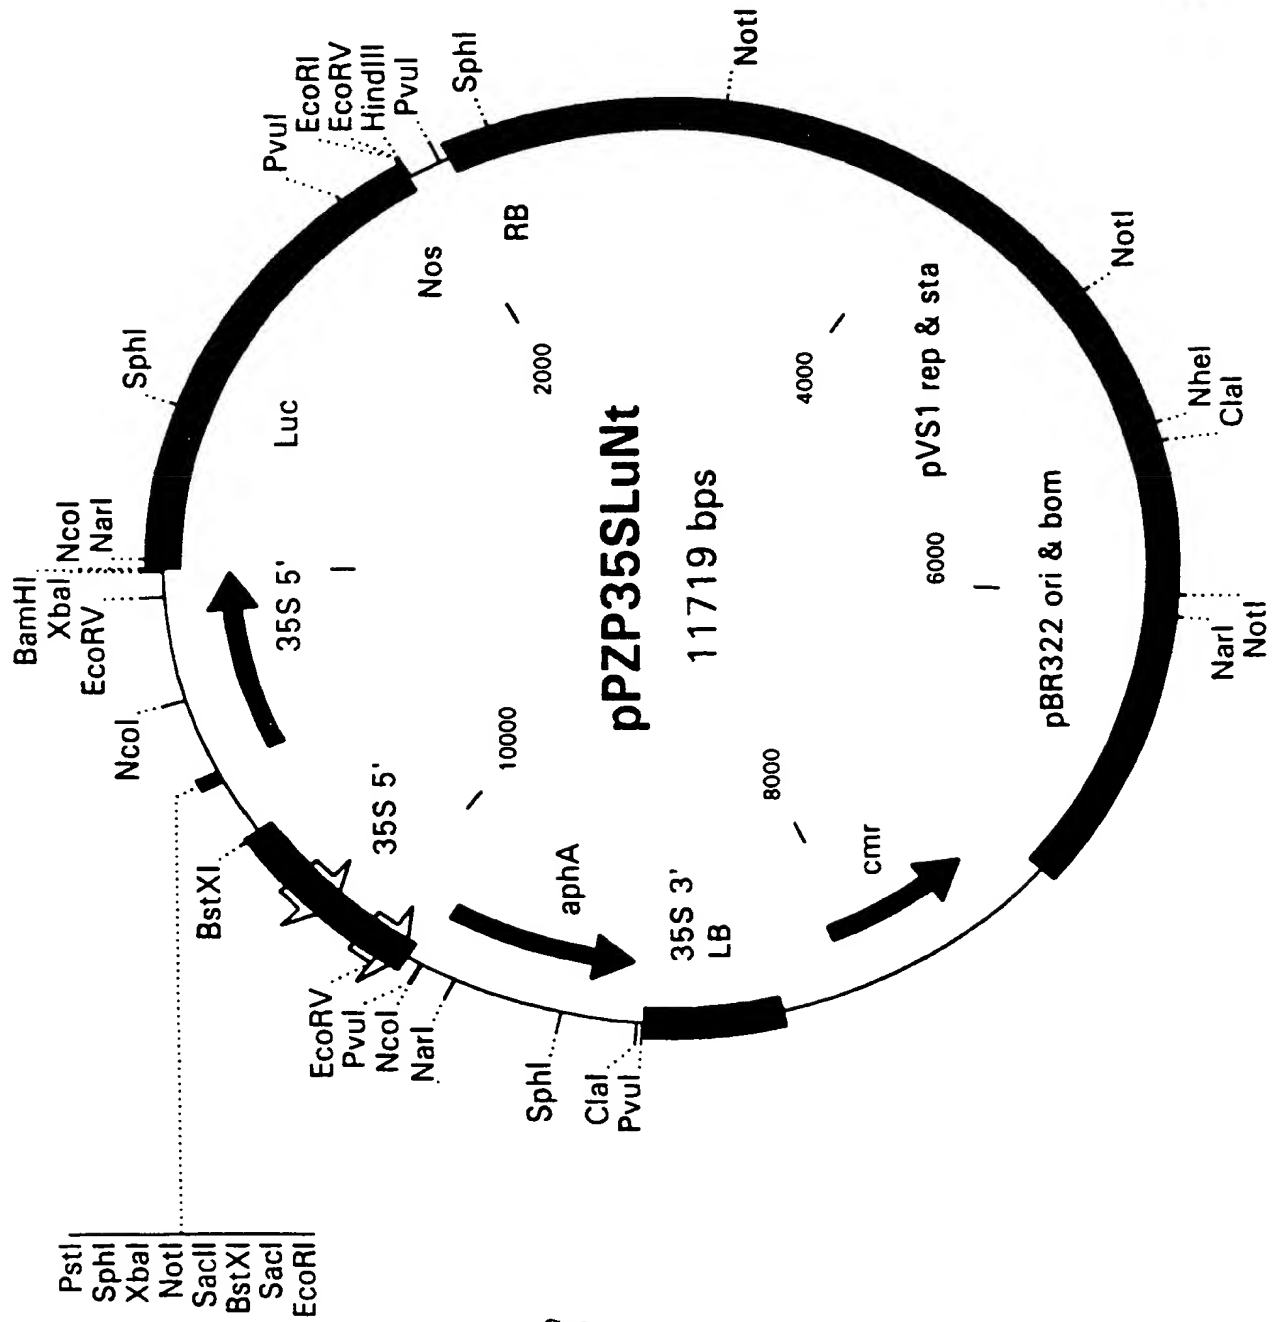 pPZP35SLuNt
11719 bps
BamHI
XbaI
EcoRV
NcoI
NarI
SphI
PvuI
EcoRI
EcoRV
HindIII
PvuI
SphI
NotI
NotI
NheI
ClaI
NotI
NarI
PvuI
ClaI
SphI
NarI
NcoI
PvuI
EcoRV
BstXI
NcoI
PstI
SphI
XbaI
NotI
SacII
BstXI
SacI
EcoRI
35S 5'
Luc
Nos
RB
pVS1 rep & sta
pBR322 ori & bom
cmr
35S 3'
LB
aphA
35S 5'
2000
4000
6000
8000
10000